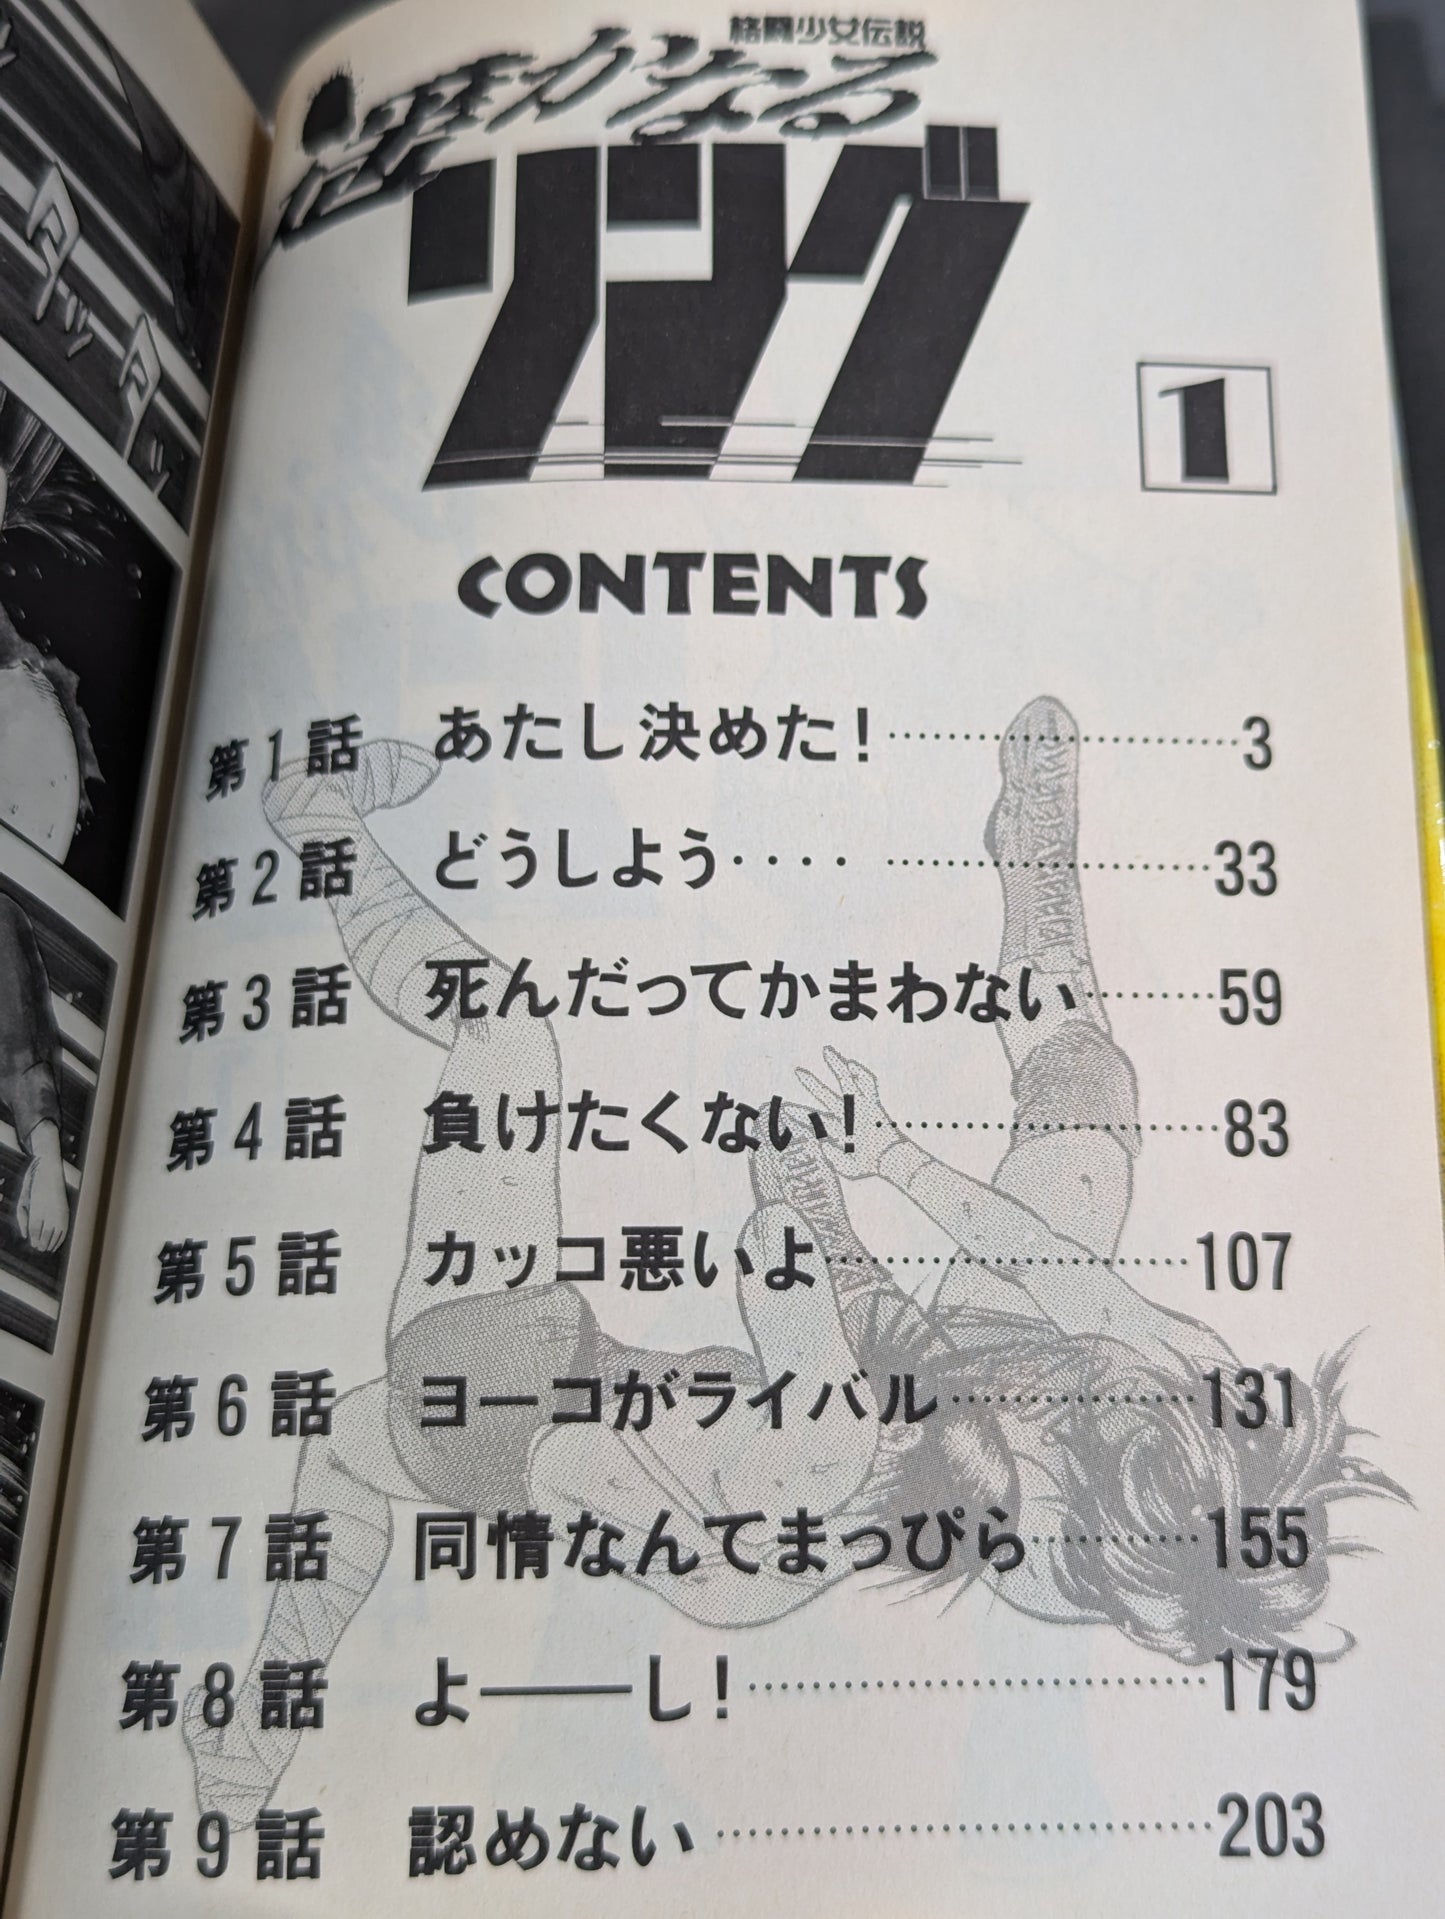 格闘少女伝説
遥かなる
リング
1
CONTENTS
第1話 あたし決めた!…………………3
第2話 どうしよう‥‥ …………………33
第3話 死んだってかまわない………59
第4話 負けたくない!…………………83
第5話 カッコ悪いよ…………………107
第6話 ヨーコがライバル……………131
第7話 同情なんてまっぴら…………155
第8話 よ――し!………………………179
第9話 認めない…………………………203
タッ
タッ